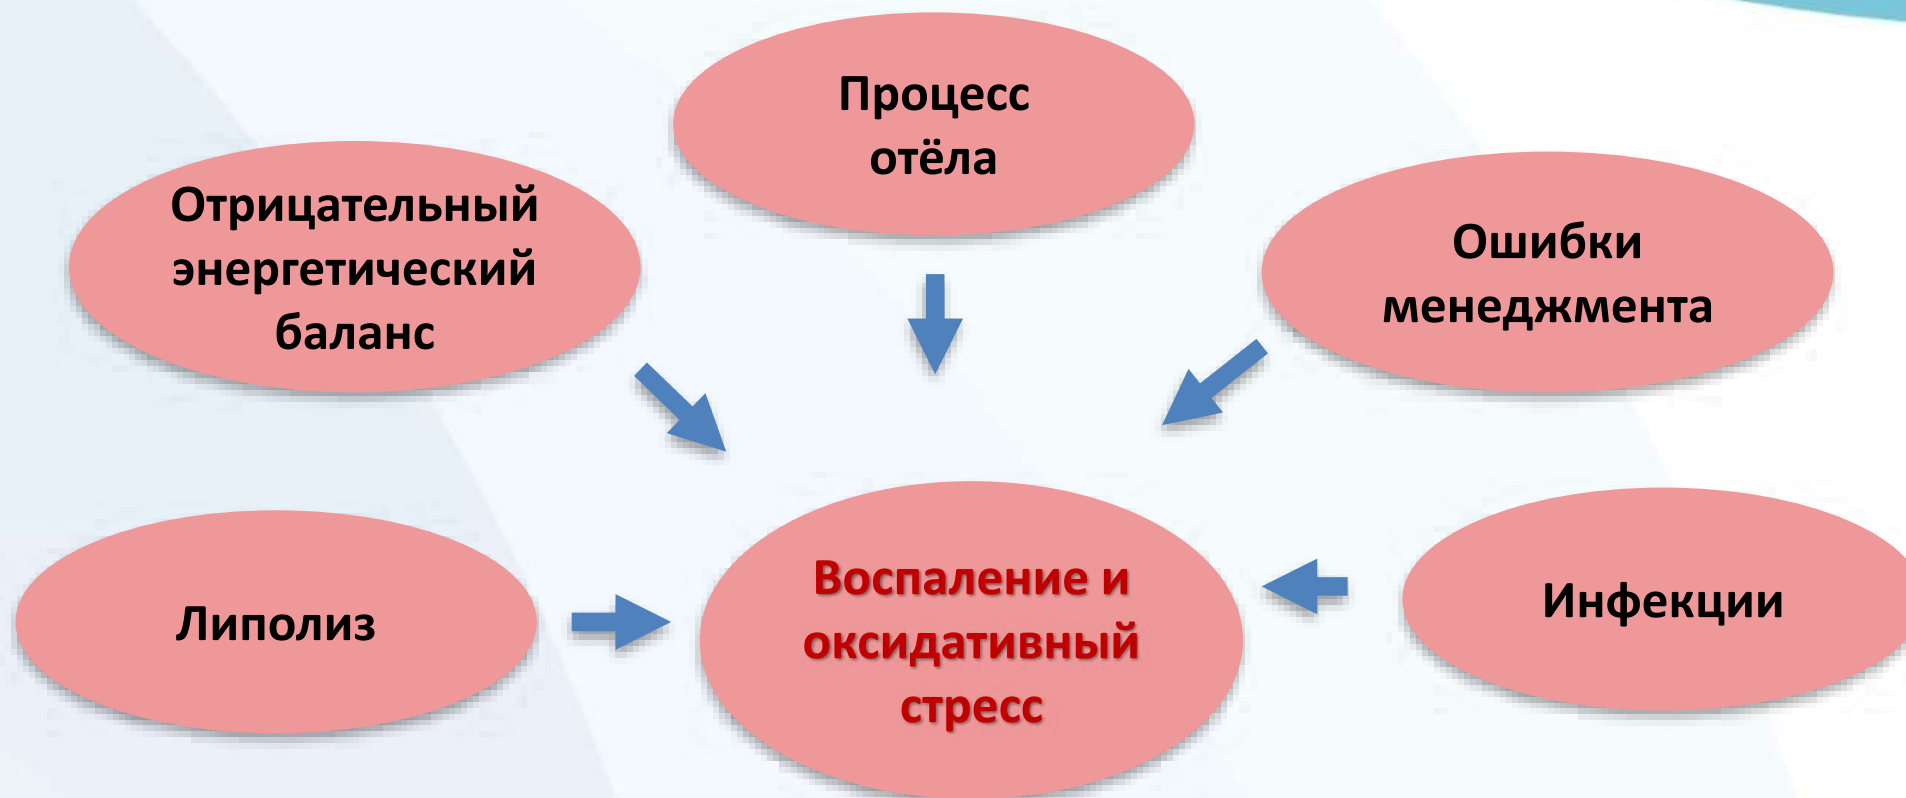 Процесс
отёла
Отрицательный
энергетический
баланс
Ошибки
менеджмента
Липолиз
Воспаление и
оксидативный
стресс
Инфекции